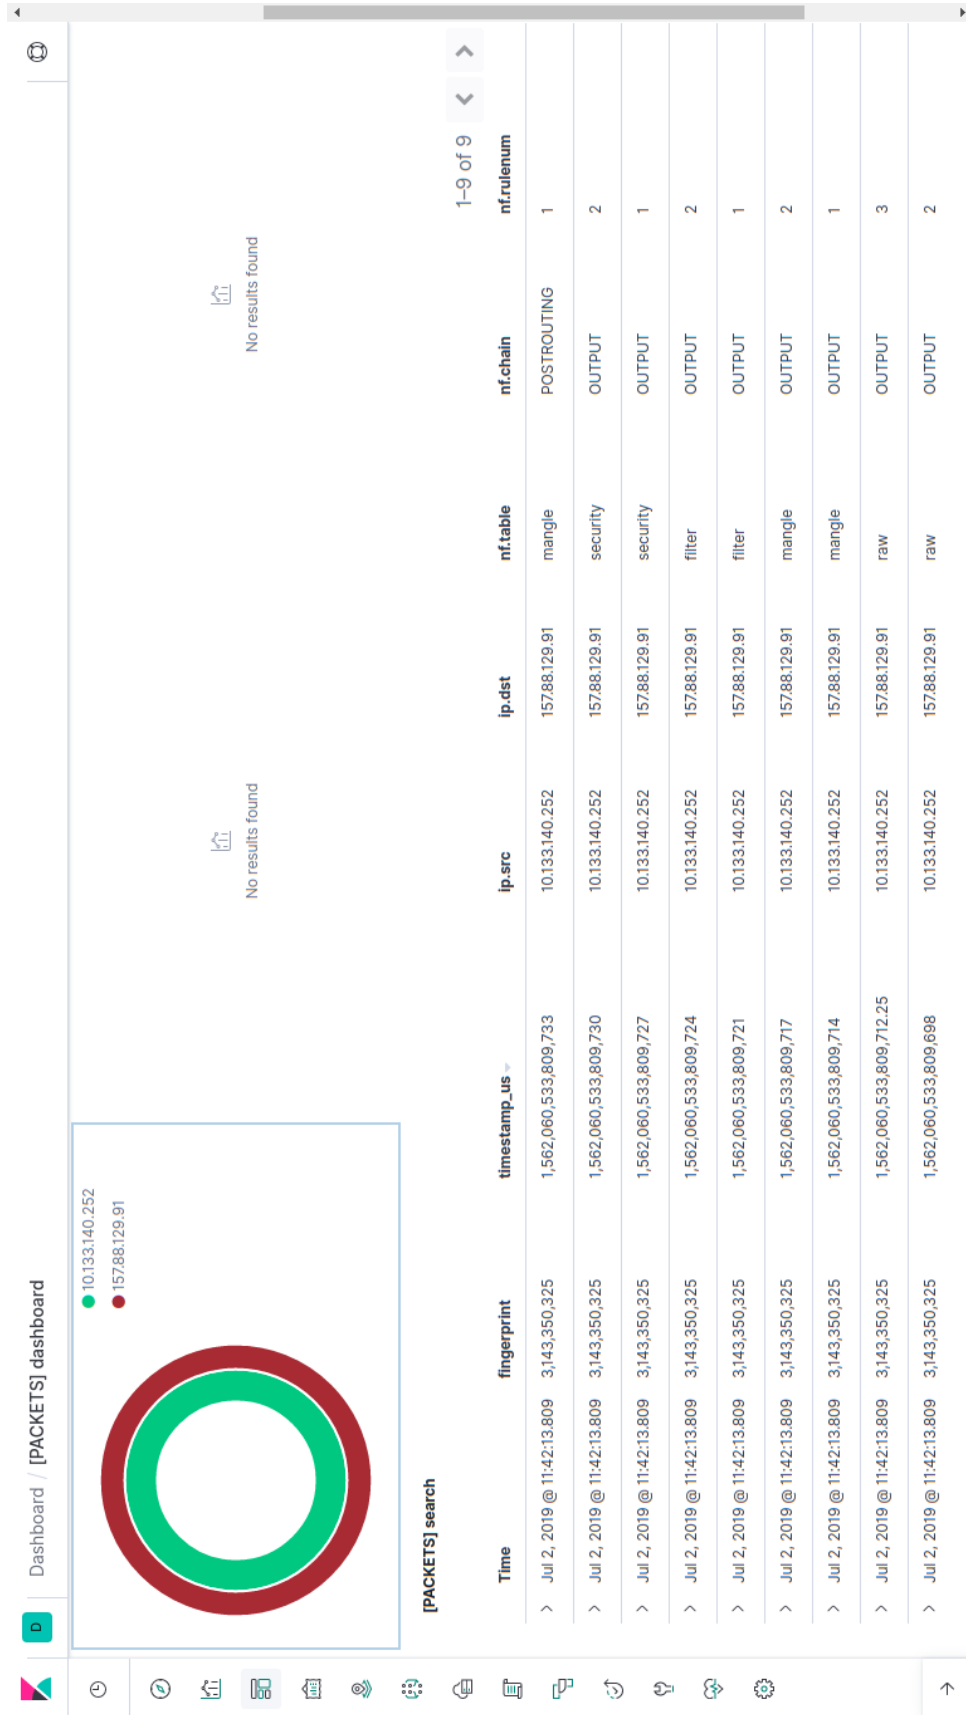 D Dashboard / [PACKETS] dashboard
10.133.140.252
157.88.129.91
No results found
No results found
[PACKETS] search
1–9 of 9
Time fingerprint timestamp_us ip.src ip.dst nf.table nf.chain nf.rulenum
Jul 2, 2019 @ 11:42:13.809 3,143,350,325 1,562,060,533,809,733 10.133.140.252 157.88.129.91 mangle POSTROUTING 1
Jul 2, 2019 @ 11:42:13.809 3,143,350,325 1,562,060,533,809,730 10.133.140.252 157.88.129.91 security OUTPUT 2
Jul 2, 2019 @ 11:42:13.809 3,143,350,325 1,562,060,533,809,727 10.133.140.252 157.88.129.91 security OUTPUT 1
Jul 2, 2019 @ 11:42:13.809 3,143,350,325 1,562,060,533,809,724 10.133.140.252 157.88.129.91 filter OUTPUT 2
Jul 2, 2019 @ 11:42:13.809 3,143,350,325 1,562,060,533,809,721 10.133.140.252 157.88.129.91 filter OUTPUT 1
Jul 2, 2019 @ 11:42:13.809 3,143,350,325 1,562,060,533,809,717 10.133.140.252 157.88.129.91 mangle OUTPUT 2
Jul 2, 2019 @ 11:42:13.809 3,143,350,325 1,562,060,533,809,714 10.133.140.252 157.88.129.91 mangle OUTPUT 1
Jul 2, 2019 @ 11:42:13.809 3,143,350,325 1,562,060,533,809,712.25 10.133.140.252 157.88.129.91 raw OUTPUT 3
Jul 2, 2019 @ 11:42:13.809 3,143,350,325 1,562,060,533,809,698 10.133.140.252 157.88.129.91 raw OUTPUT 2